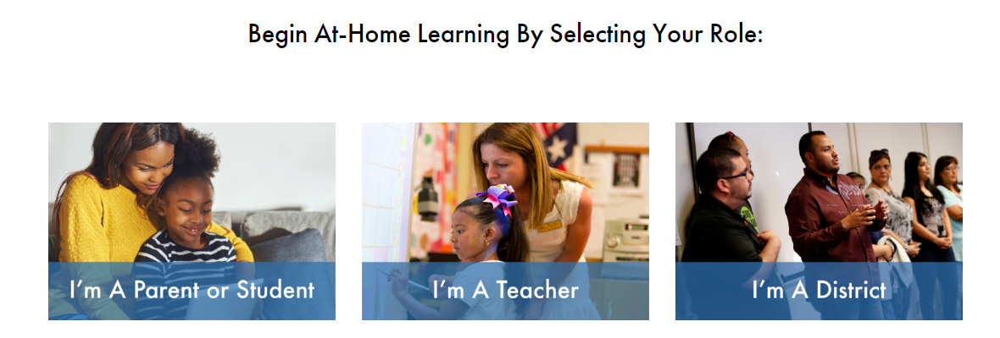 Begin At-Home Learning By Selecting Your Role:
I'm A Parent or Student
I'm A Teacher
I'm A District